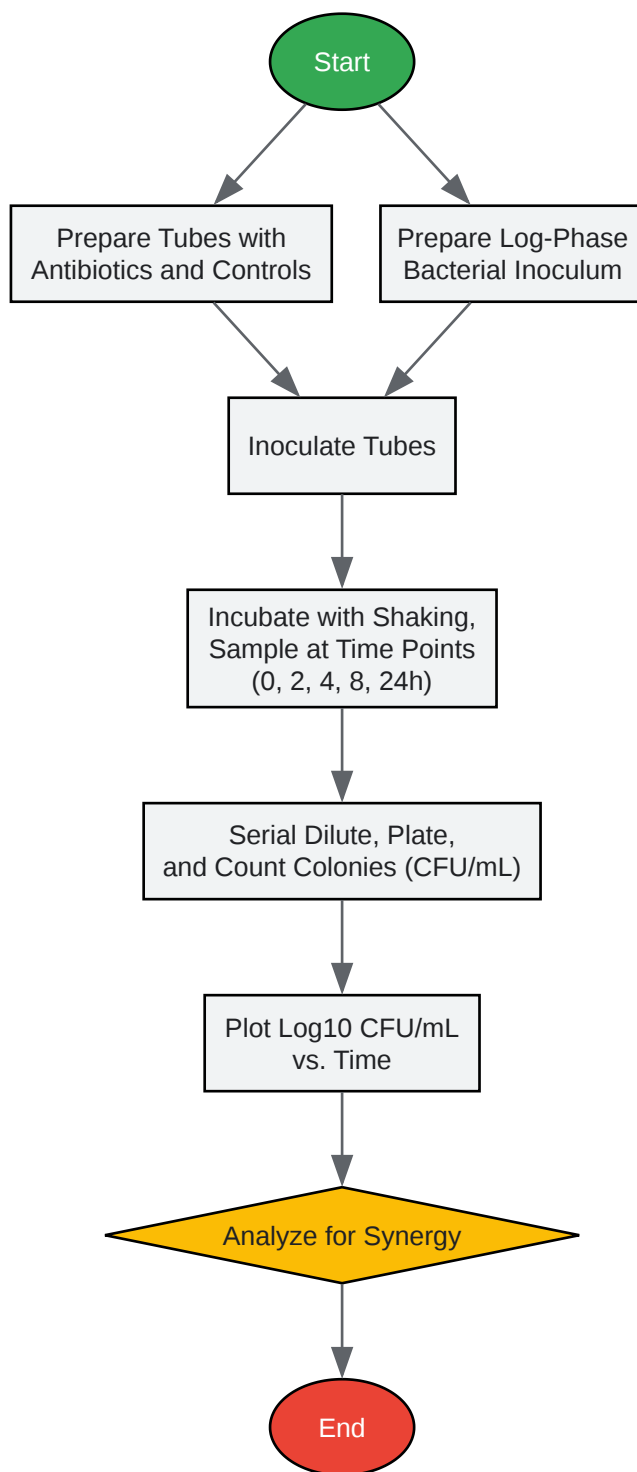 Start
Prepare Tubes with
Antibiotics and Controls
Prepare Log-Phase
Bacterial Inoculum
Inoculate Tubes
Incubate with Shaking,
Sample at Time Points
(0, 2, 4, 8, 24h)
Serial Dilute, Plate,
and Count Colonies (CFU/mL)
Plot Log10 CFU/mL
vs. Time
Analyze for Synergy
End